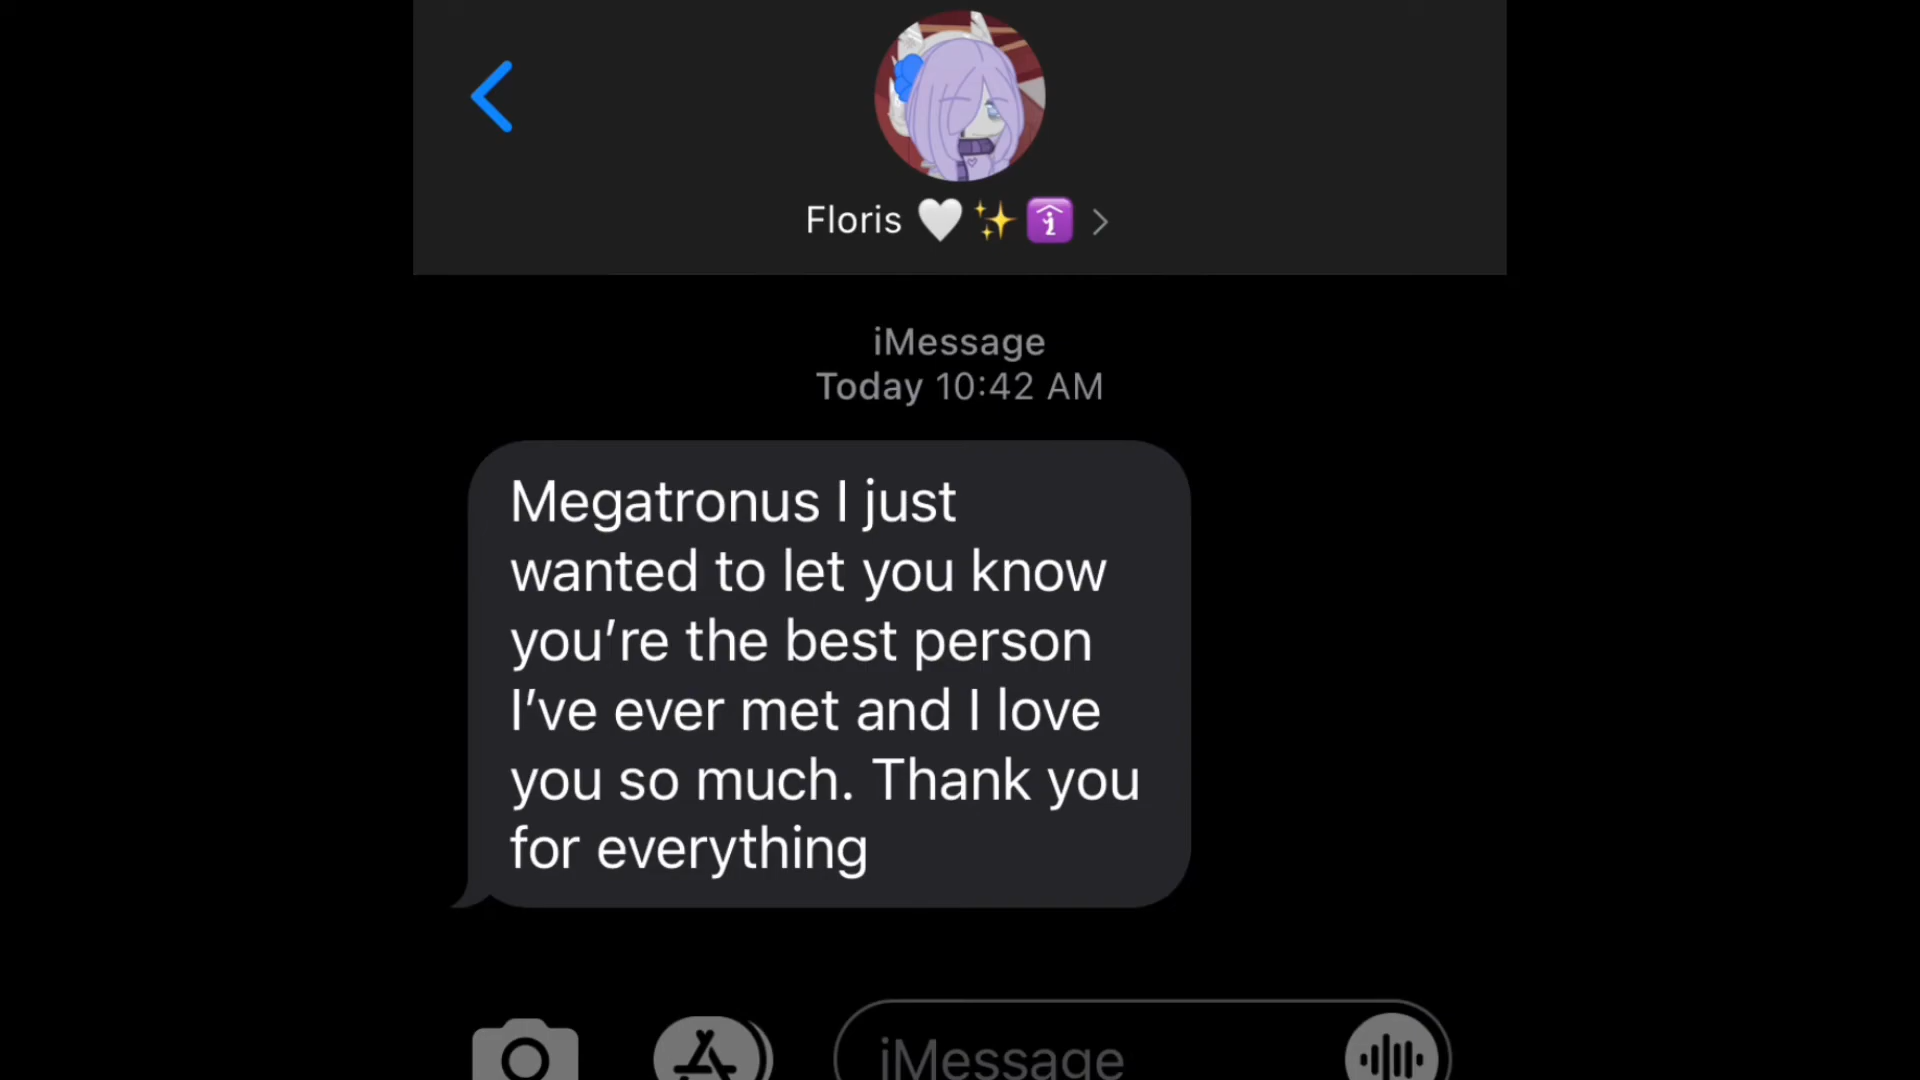 Floris 🤍✨🛐
iMessage
Today 10:42 AM
Megatronus I just
wanted to let you know
you’re the best person
I’ve ever met and I love
you so much. Thank you
for everything
iMessage